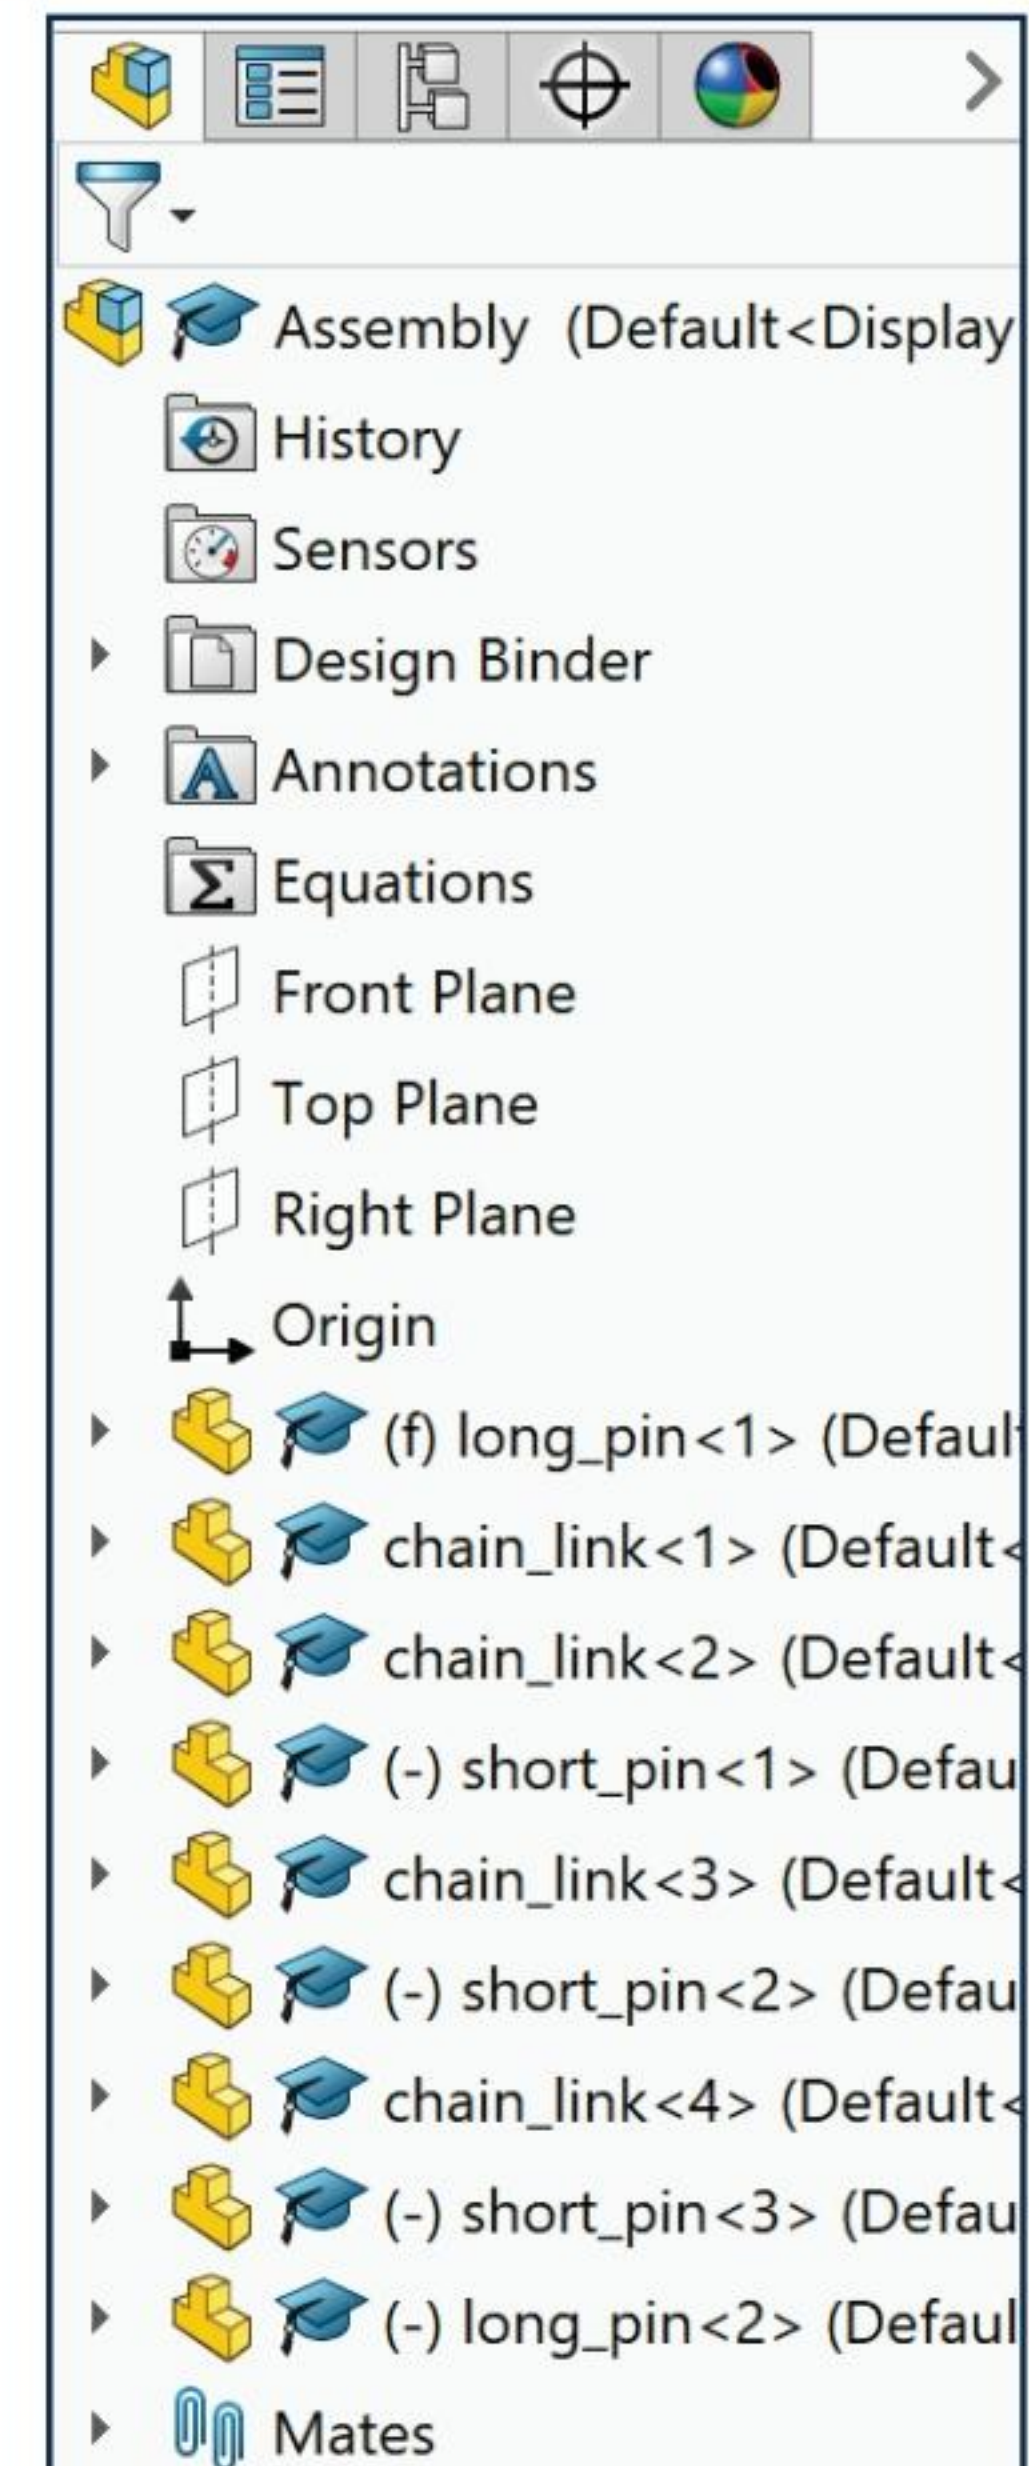 Assembly (Default<Display
History
Sensors
Design Binder
Annotations
Equations
Front Plane
Top Plane
Right Plane
Origin
(f) long_pin<1> (Default
chain_link<1> (Default<
chain_link<2> (Default<
(-) short_pin<1> (Defau
chain_link<3> (Default<
(-) short_pin<2> (Defau
chain_link<4> (Default<
(-) short_pin<3> (Defau
(-) long_pin<2> (Defaul
Mates